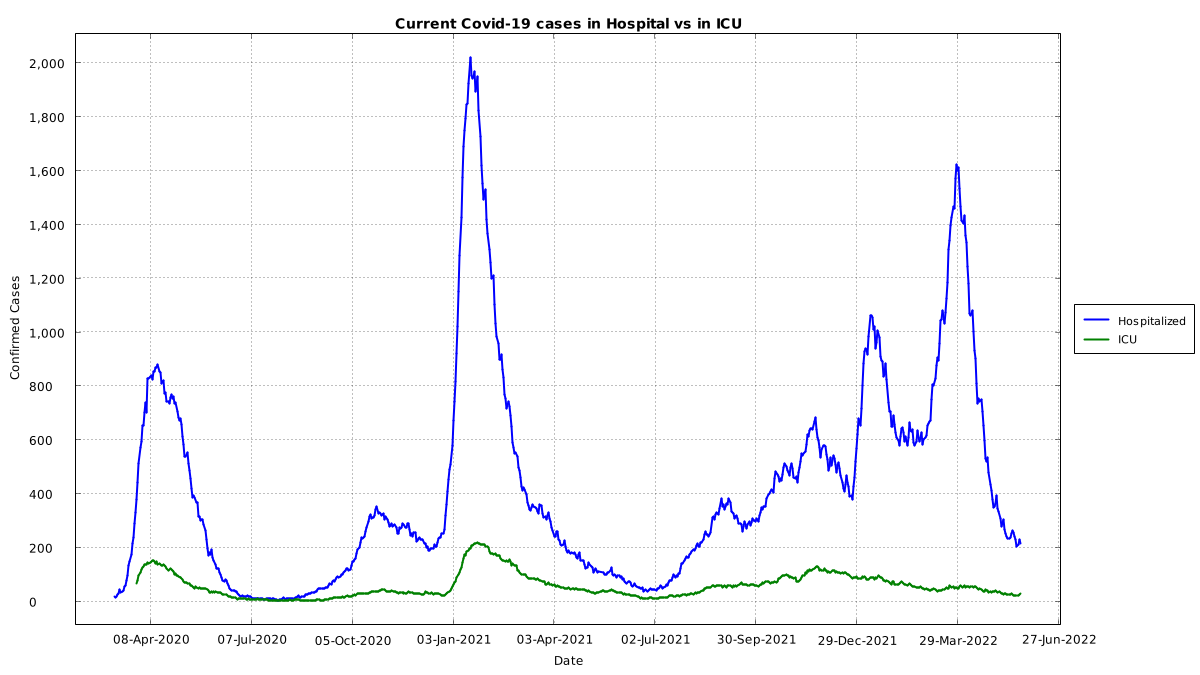 Current Covid-19 cases in Hospital vs in ICU
2,000
1,800
1,600
1,400
1,200
1,000
800
600
400
200
0
Confirmed Cases
Hospitalized
ICU
08-Apr-2020 07-Jul-2020 05-Oct-2020 03-Jan-2021 03-Apr-2021 02-Jul-2021 30-Sep-2021 29-Dec-2021 29-Mar-2022 27-Jun-2022
Date